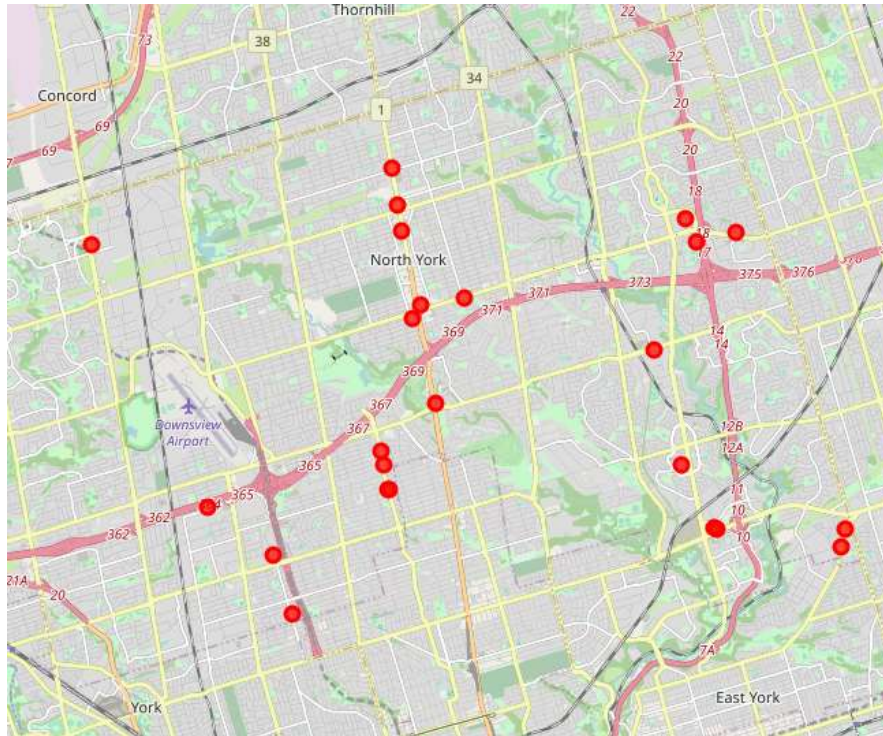 Thornhill
22
73
38
22
34
Concord
1
20
69
69
20
18
18
17
North York
375
376
371
373
371
369
14
14
369
367
Downsview
Airport
367
12B
12A
365
365
11
10
362
362
10
21A
20
7A
York
East York